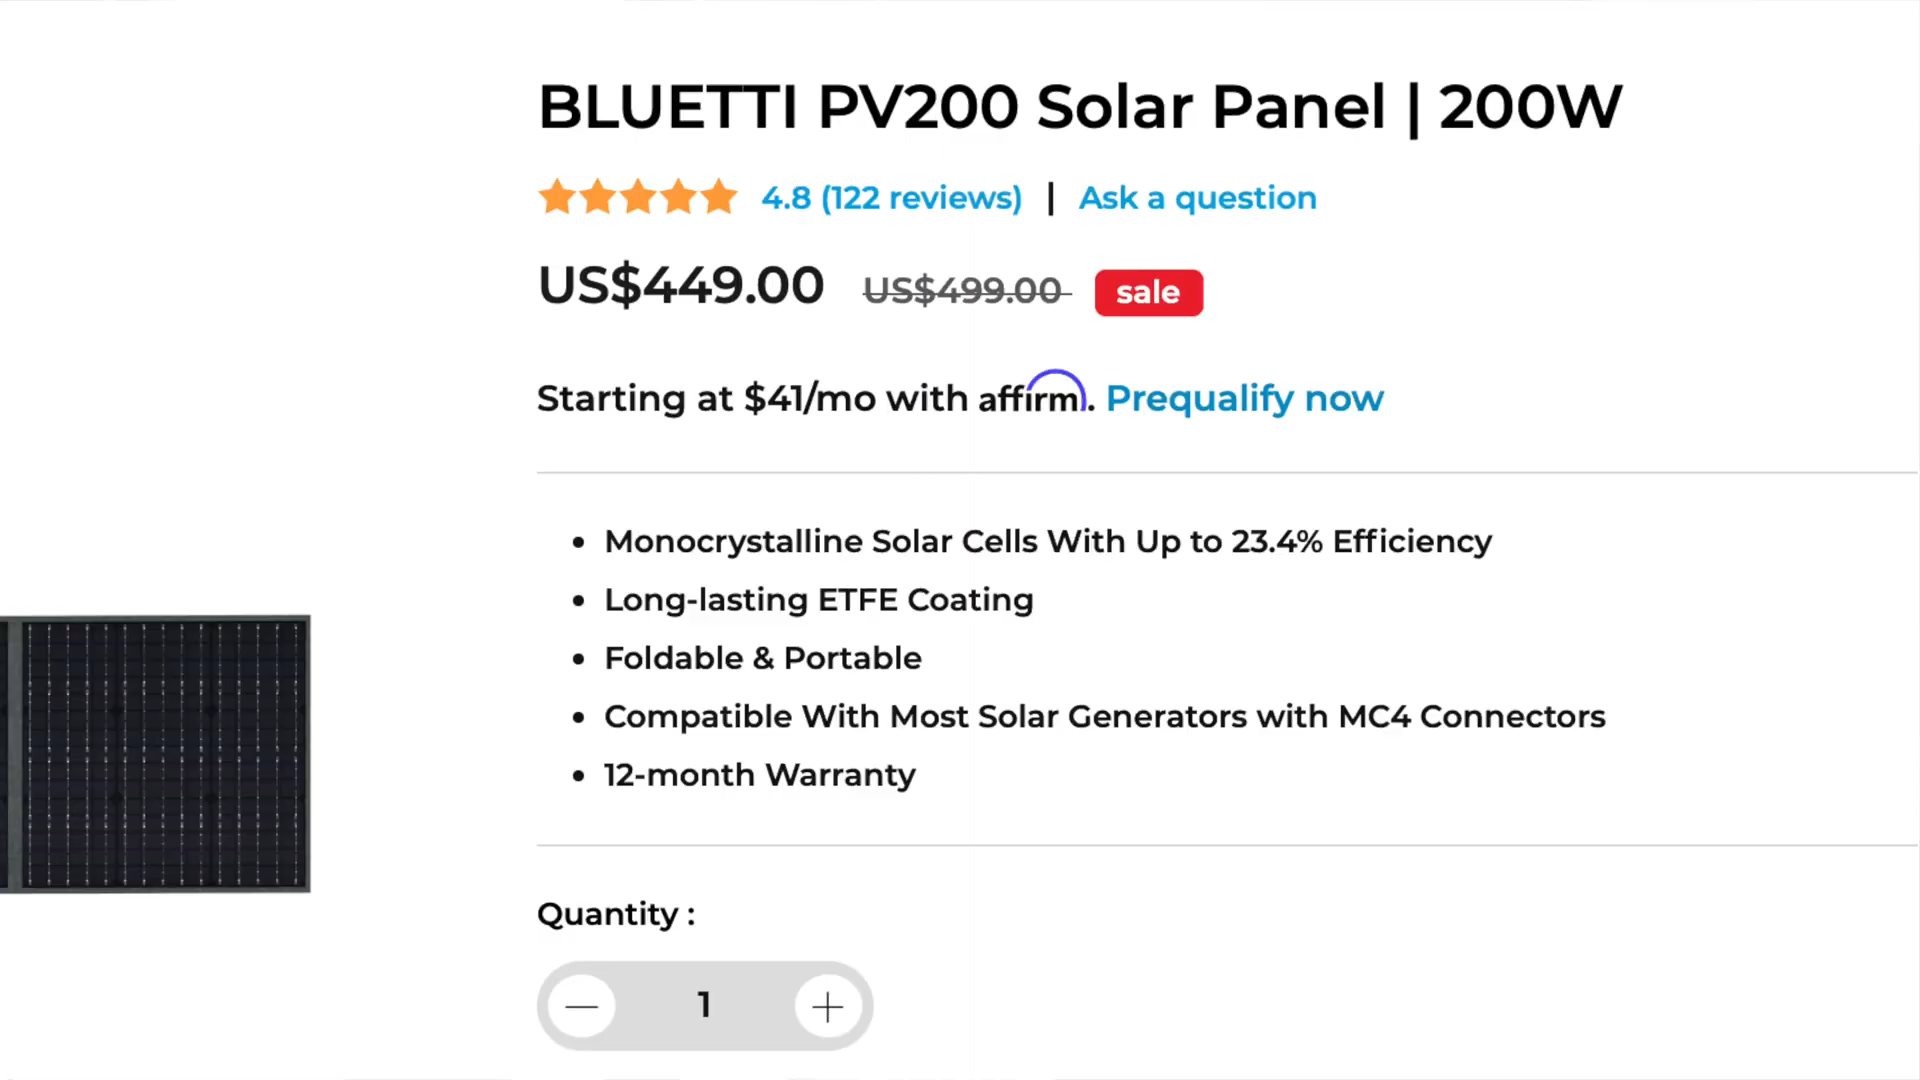 BLUETTI PV200 Solar Panel | 200W
4.8 (122 reviews) | Ask a question
US$449.00 US$499.00 sale
Starting at $41/mo with affirm. Prequalify now
• Monocrystalline Solar Cells With Up to 23.4% Efficiency
• Long-lasting ETFE Coating
• Foldable & Portable
• Compatible With Most Solar Generators with MC4 Connectors
• 12-month Warranty
Quantity :
1